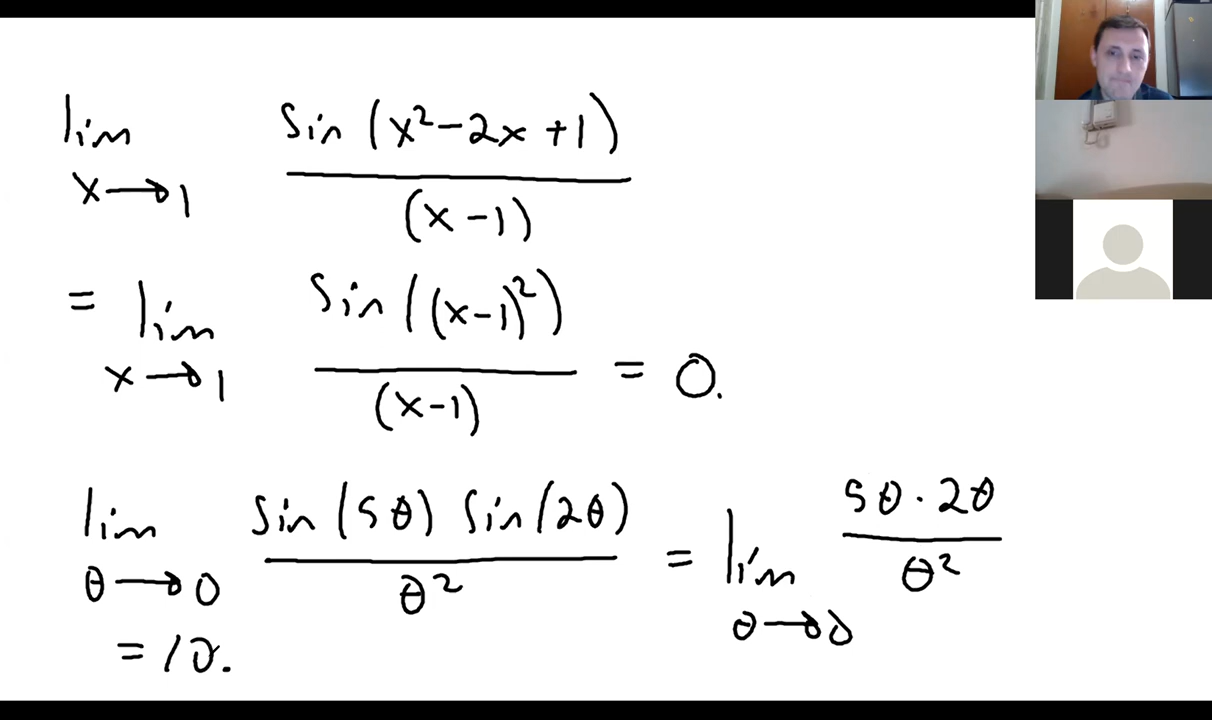 lim x→1 sin(x²-2x+1) / (x-1)
= lim x→1 sin((x-1)²) / (x-1) = 0.
lim θ→0 sin(5θ) sin(2θ) / θ² = lim θ→0 5θ·2θ / θ²
= 10.